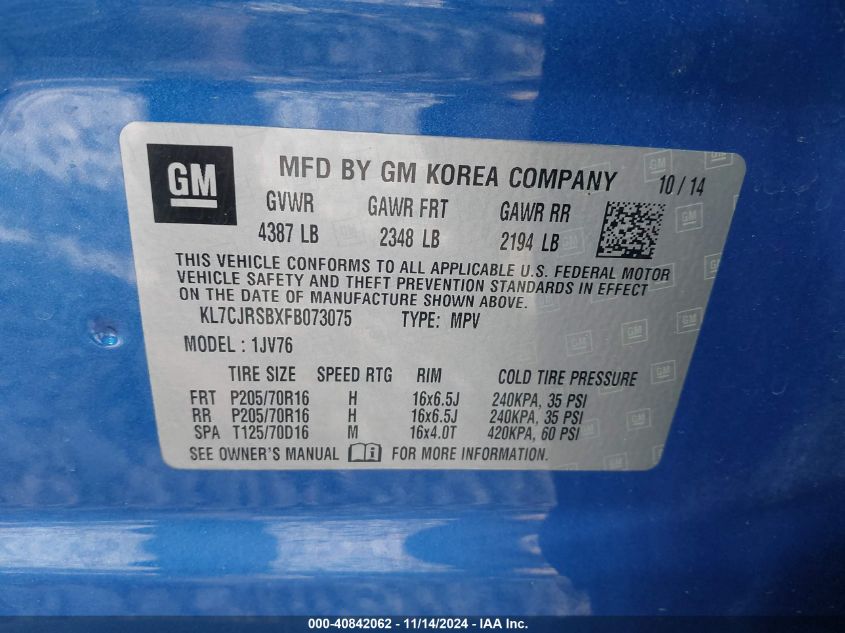 GM MFD BY GM KOREA COMPANY 10 / 14
GVWR GAWR FRT GAWR RR
4387 LB 2348 LB 2194 LB
THIS VEHICLE CONFORMS TO ALL APPLICABLE U.S. FEDERAL MOTOR
VEHICLE SAFETY AND THEFT PREVENTION STANDARDS IN EFFECT
ON THE DATE OF MANUFACTURE SHOWN ABOVE.
KL7CJRSBXFB073075 TYPE: MPV
MODEL : 1JV76
TIRE SIZE SPEED RTG RIM COLD TIRE PRESSURE
FRT P205/70R16 H 16x6.5J 240KPA, 35 PSI
RR P205/70R16 H 16x6.5J 240KPA, 35 PSI
SPA T125/70D16 M 16x4.0T 420KPA, 60 PSI
SEE OWNER'S MANUAL FOR MORE INFORMATION.
000-40842062 - 11/14/2024 - IAA Inc.